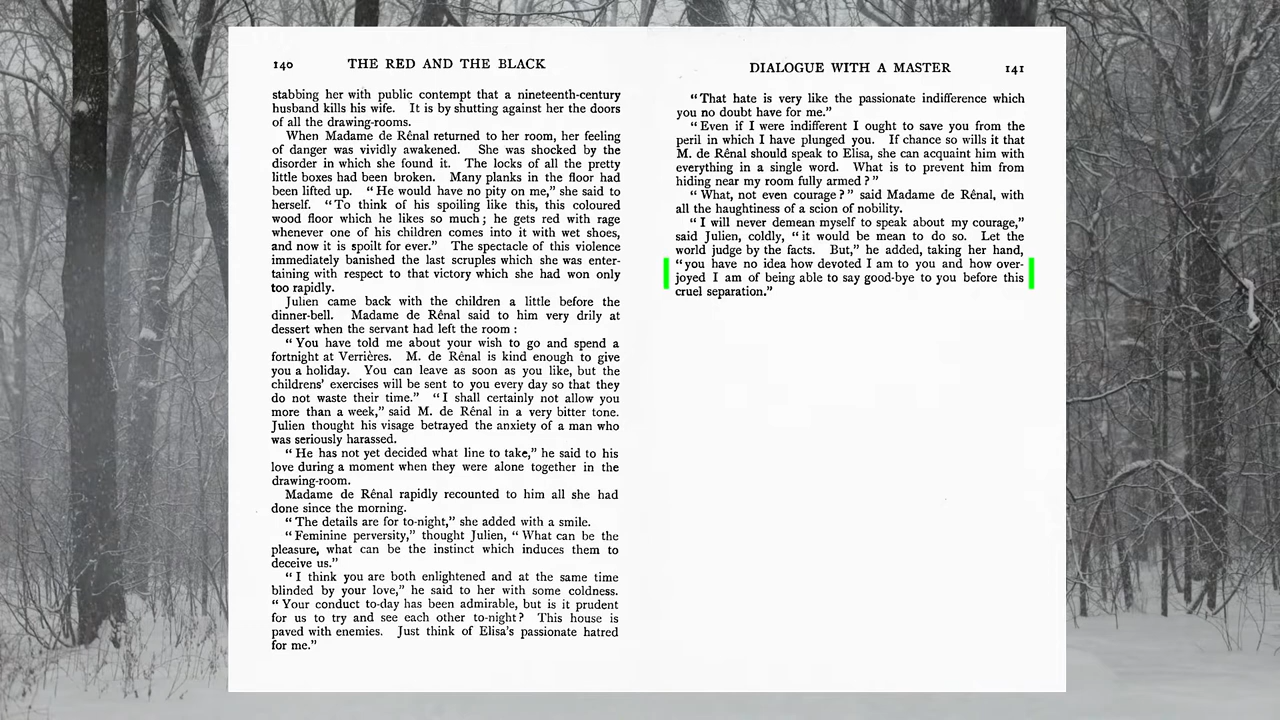 140 THE RED AND THE BLACK
stabbing her with public contempt that a nineteenth-century
husband kills his wife. It is by shutting against her the doors
of all the drawing-rooms.
When Madame de Rênal returned to her room, her feeling
of danger was vividly awakened. She was shocked by the
disorder in which she found it. The locks of all the pretty
little boxes had been broken. Many planks in the floor had
been lifted up. “ He would have no pity on me,” she said to
herself. “ To think of his spoiling like this, this coloured
wood floor which he likes so much ; he gets red with rage
whenever one of his children comes into it with wet shoes,
and now it is spoilt for ever.” The spectacle of this violence
immediately banished the last scruples which she was enter-
taining with respect to that victory which she had won only
too rapidly.
Julien came back with the children a little before the
dinner-bell. Madame de Rênal said to him very drily at
dessert when the servant had left the room :
“ You have told me about your wish to go and spend a
fortnight at Verrières. M. de Rênal is kind enough to give
you a holiday. You can leave as soon as you like, but the
childrens’ exercises will be sent to you every day so that they
do not waste their time.” “ I shall certainly not allow you
more than a week,” said M. de Rênal in a very bitter tone.
Julien thought his visage betrayed the anxiety of a man who
was seriously harassed.
“ He has not yet decided what line to take,” he said to his
love during a moment when they were alone together in the
drawing-room.
Madame de Rênal rapidly recounted to him all she had
done since the morning.
“ The details are for to-night,” she added with a smile.
“ Feminine perversity,” thought Julien, “ What can be the
pleasure, what can be the instinct which induces them to
deceive us.”
“ I think you are both enlightened and at the same time
blinded by your love,” he said to her with some coldness.
“ Your conduct to-day has been admirable, but is it prudent
for us to try and see each other to-night ? This house is
paved with enemies. Just think of Elisa’s passionate hatred
for me.”
DIALOGUE WITH A MASTER 141
“ That hate is very like the passionate indifference which
you no doubt have for me.”
“ Even if I were indifferent I ought to save you from the
peril in which I have plunged you. If chance so wills it that
M. de Rênal should speak to Elisa, she can acquaint him with
everything in a single word. What is to prevent him from
hiding near my room fully armed ? ”
“ What, not even courage ? ” said Madame de Rênal, with
all the haughtiness of a scion of nobility.
“ I will never demean myself to speak about my courage,”
said Julien, coldly, “ it would be mean to do so. Let the
world judge by the facts. But,” he added, taking her hand,
“ you have no idea how devoted I am to you and how over-
joyed I am of being able to say good-bye to you before this
cruel separation.”